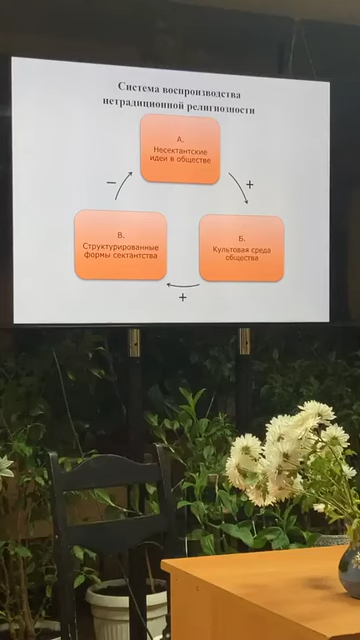 Система воспроизводства
нетрадиционной религиозности
А.
Несектантские
идеи в обществе
–
+
В.
Структурированные
формы сектантства
Б.
Культовая среда
общества
+